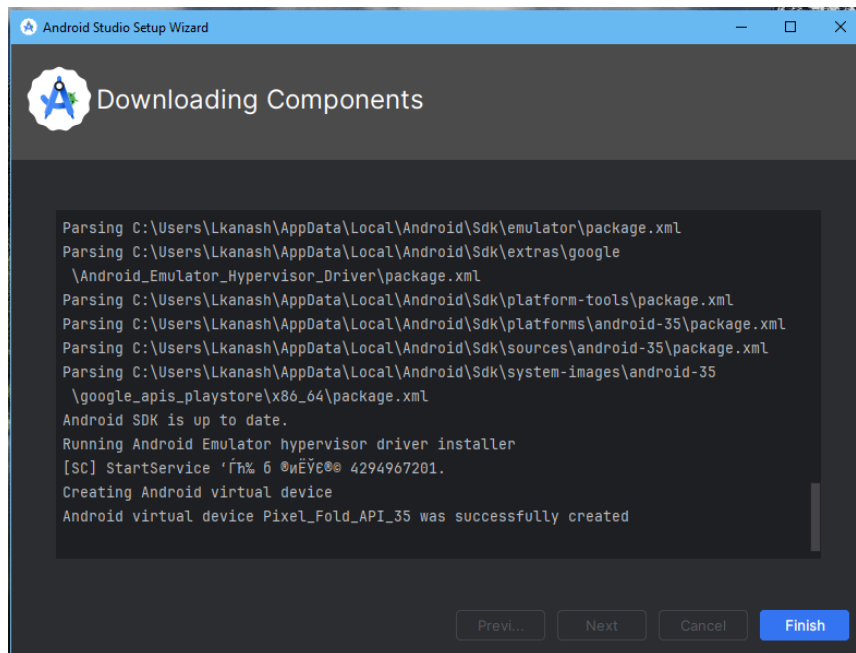 Android Studio Setup Wizard
Downloading Components
Parsing C:\Users\Lkanash\AppData\Local\Android\Sdk\emulator\package.xml
Parsing C:\Users\Lkanash\AppData\Local\Android\Sdk\extras\google
\Android_Emulator_Hypervisor_Driver\package.xml
Parsing C:\Users\Lkanash\AppData\Local\Android\Sdk\platform-tools\package.xml
Parsing C:\Users\Lkanash\AppData\Local\Android\Sdk\platforms\android-35\package.xml
Parsing C:\Users\Lkanash\AppData\Local\Android\Sdk\sources\android-35\package.xml
Parsing C:\Users\Lkanash\AppData\Local\Android\Sdk\system-images\android-35
\google_apis_playstore\x86_64\package.xml
Android SDK is up to date.
Running Android Emulator hypervisor driver installer
[SC] StartService 4294967201.
Creating Android virtual device
Android virtual device Pixel_Fold_API_35 was successfully created
Previ... Next Cancel Finish